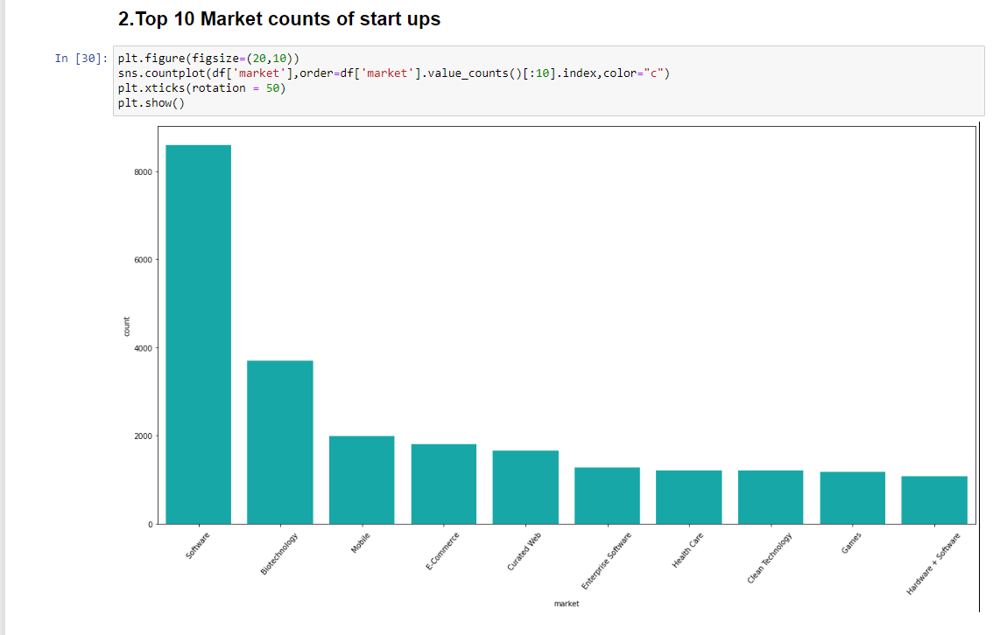 2.Top 10 Market counts of start ups
In [30]: plt.figure(figsize=(20,10))
sns.countplot(df['market'],order=df['market'].value_counts()[:10].index,color="c")
plt.xticks(rotation = 50)
plt.show()
8000
6000
4000
2000
0
count
Software
Biotechnology
Mobile
E-Commerce
Curated Web
Enterprise Software
Health Care
Clean Technology
Games
Hardware + Software
market